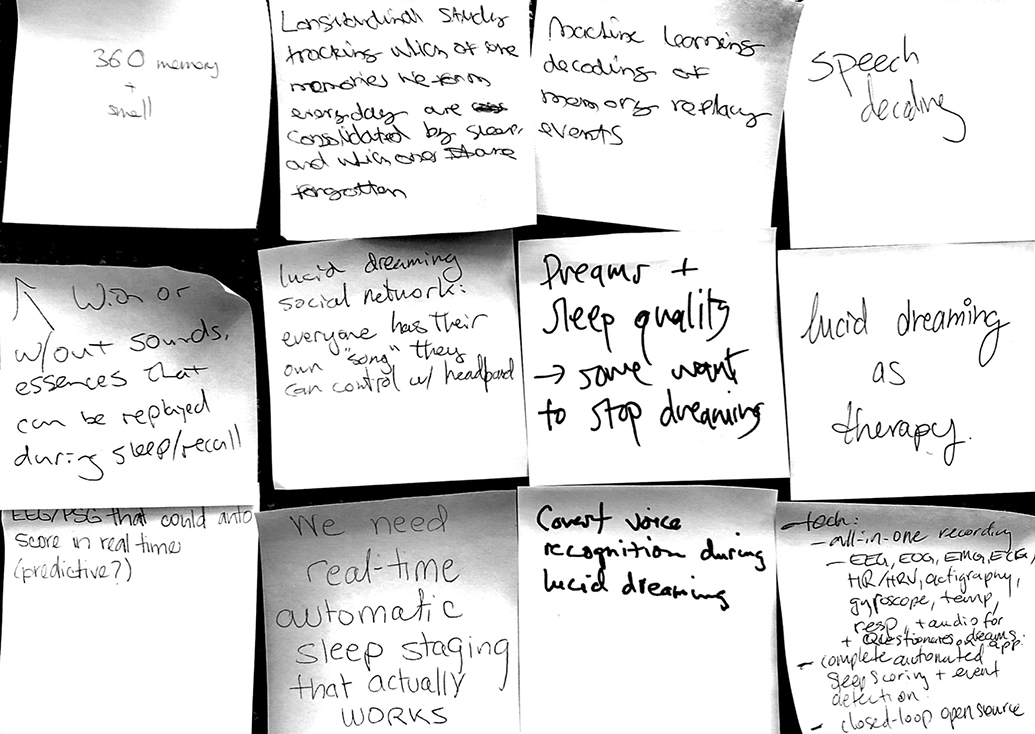 360 memory
+
smell
Longitudinal study
tracking which of the
memories we form
everyday are
consolidated by sleep,
and which ones are
forgotten
Machine learning
decoding of
memory replay
events
speech
decoding
With or
w/out sounds,
essences that
can be replayed
during sleep/recall
lucid dreaming
social network:
everyone has their
own "song" they
can control w/ headband
Dreams +
sleep quality
→ some want
to stop dreaming
lucid dreaming
as
therapy.
EEG/PSG that could auto
score in real time
(predictive?)
We need
real-time
automatic
sleep staging
that actually
WORKS
Covert voice
recognition during
lucid dreaming
- tech:
- all-in-one recording
- EEG, EOG, EMG, ECG,
HR/HRV, actigraphy,
gyroscope, temp,
resp, + audio for
dreams.
+ Questionaires app
- complete automated
sleep scoring + event
detection
- closed-loop open source